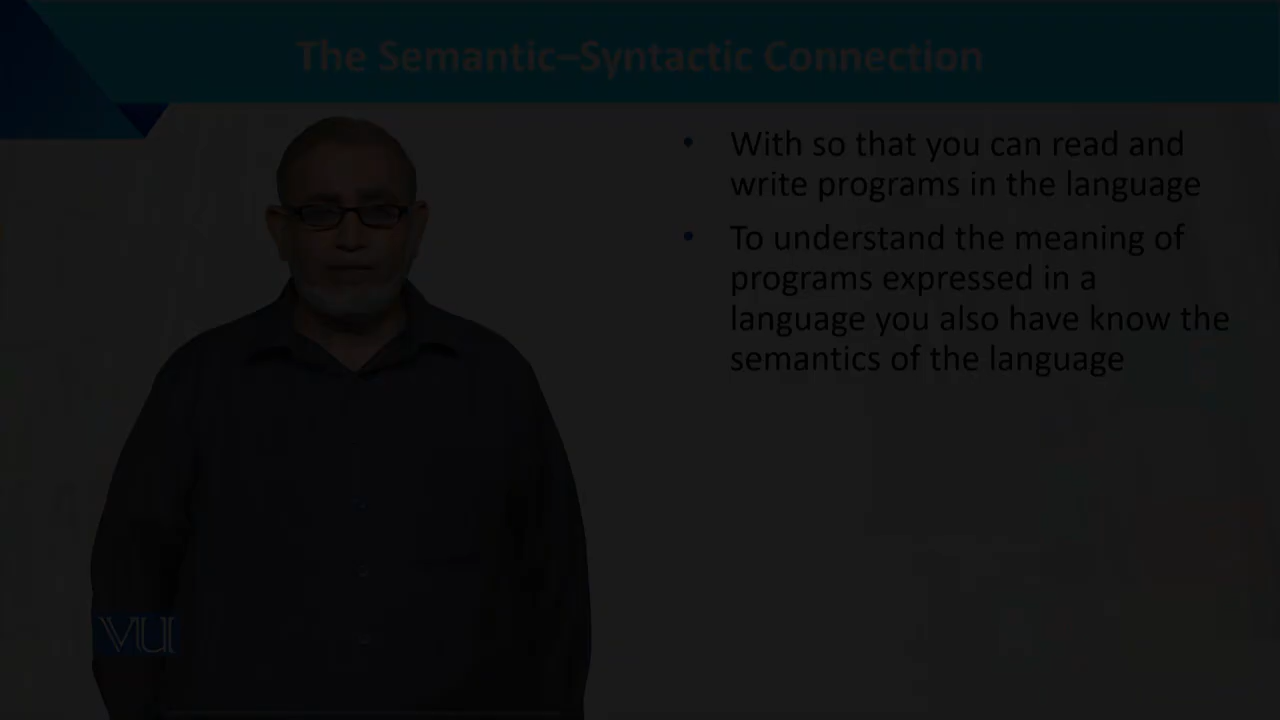 The Semantic–Syntactic Connection
• With so that you can read and
write programs in the language
• To understand the meaning of
programs expressed in a
language you also have know the
semantics of the language
VU